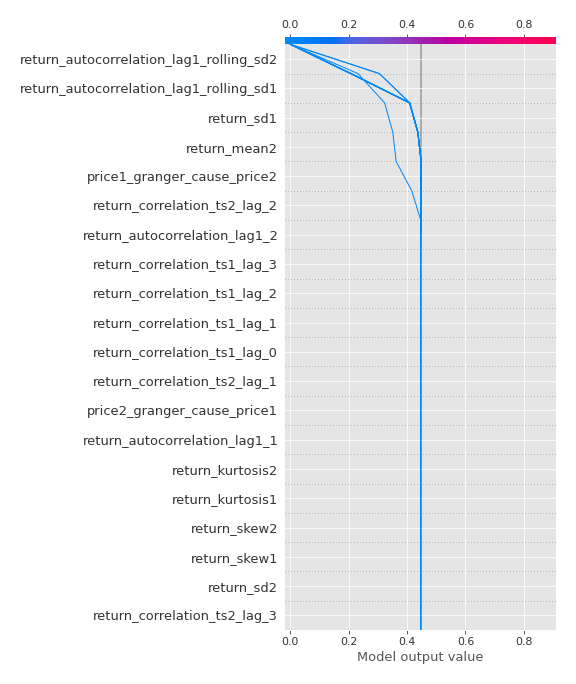 0.0 0.2 0.4 0.6 0.8
return_autocorrelation_lag1_rolling_sd2
return_autocorrelation_lag1_rolling_sd1
return_sd1
return_mean2
price1_granger_cause_price2
return_correlation_ts2_lag_2
return_autocorrelation_lag1_2
return_correlation_ts1_lag_3
return_correlation_ts1_lag_2
return_correlation_ts1_lag_1
return_correlation_ts1_lag_0
return_correlation_ts2_lag_1
price2_granger_cause_price1
return_autocorrelation_lag1_1
return_kurtosis2
return_kurtosis1
return_skew2
return_skew1
return_sd2
return_correlation_ts2_lag_3
0.0 0.2 0.4 0.6 0.8
Model output value